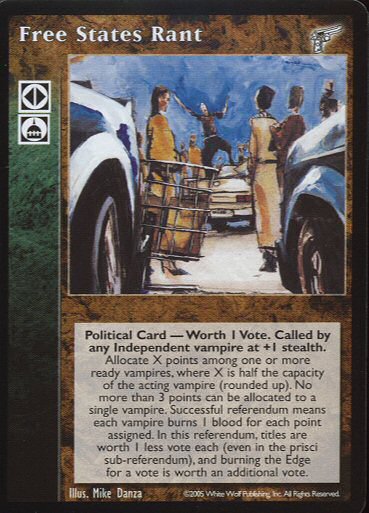 Free States Rant
Political Card — Worth 1 Vote. Called by
any Independent vampire at +1 stealth.
Allocate X points among one or more
ready vampires, where X is half the capacity
of the acting vampire (rounded up). No
more than 3 points can be allocated to a
single vampire. Successful referendum means
each vampire burns 1 blood for each point
assigned. In this referendum, titles are
worth 1 less vote each (even in the prisci
sub-referendum), and burning the Edge
for a vote is worth an additional vote.
Illus. Mike Danza
©2005 White Wolf Publishing, Inc. All Rights Reserved.